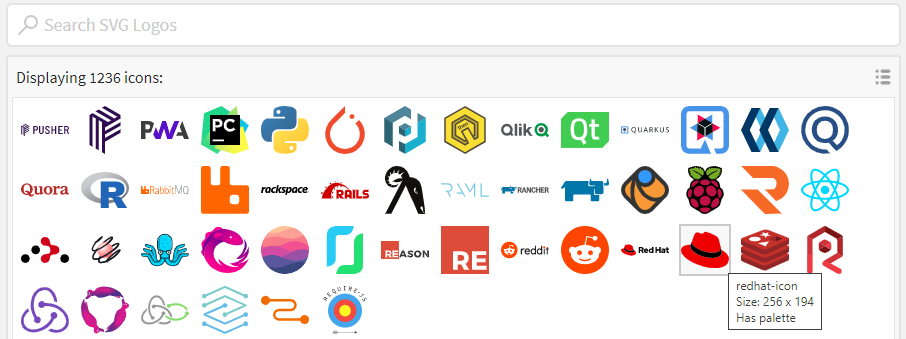 Search SVG Logos
Displaying 1236 icons:
PUSHER
PWA
PC
Qlik
Qt
QUARKUS
Quora
R
RabbitMQ
rackspace.
RAILS
RAML
RANCHER
REASON
RE
reddit
Red Hat
redhat-icon
Size: 256 x 194
Has palette
REQUIRE·JS